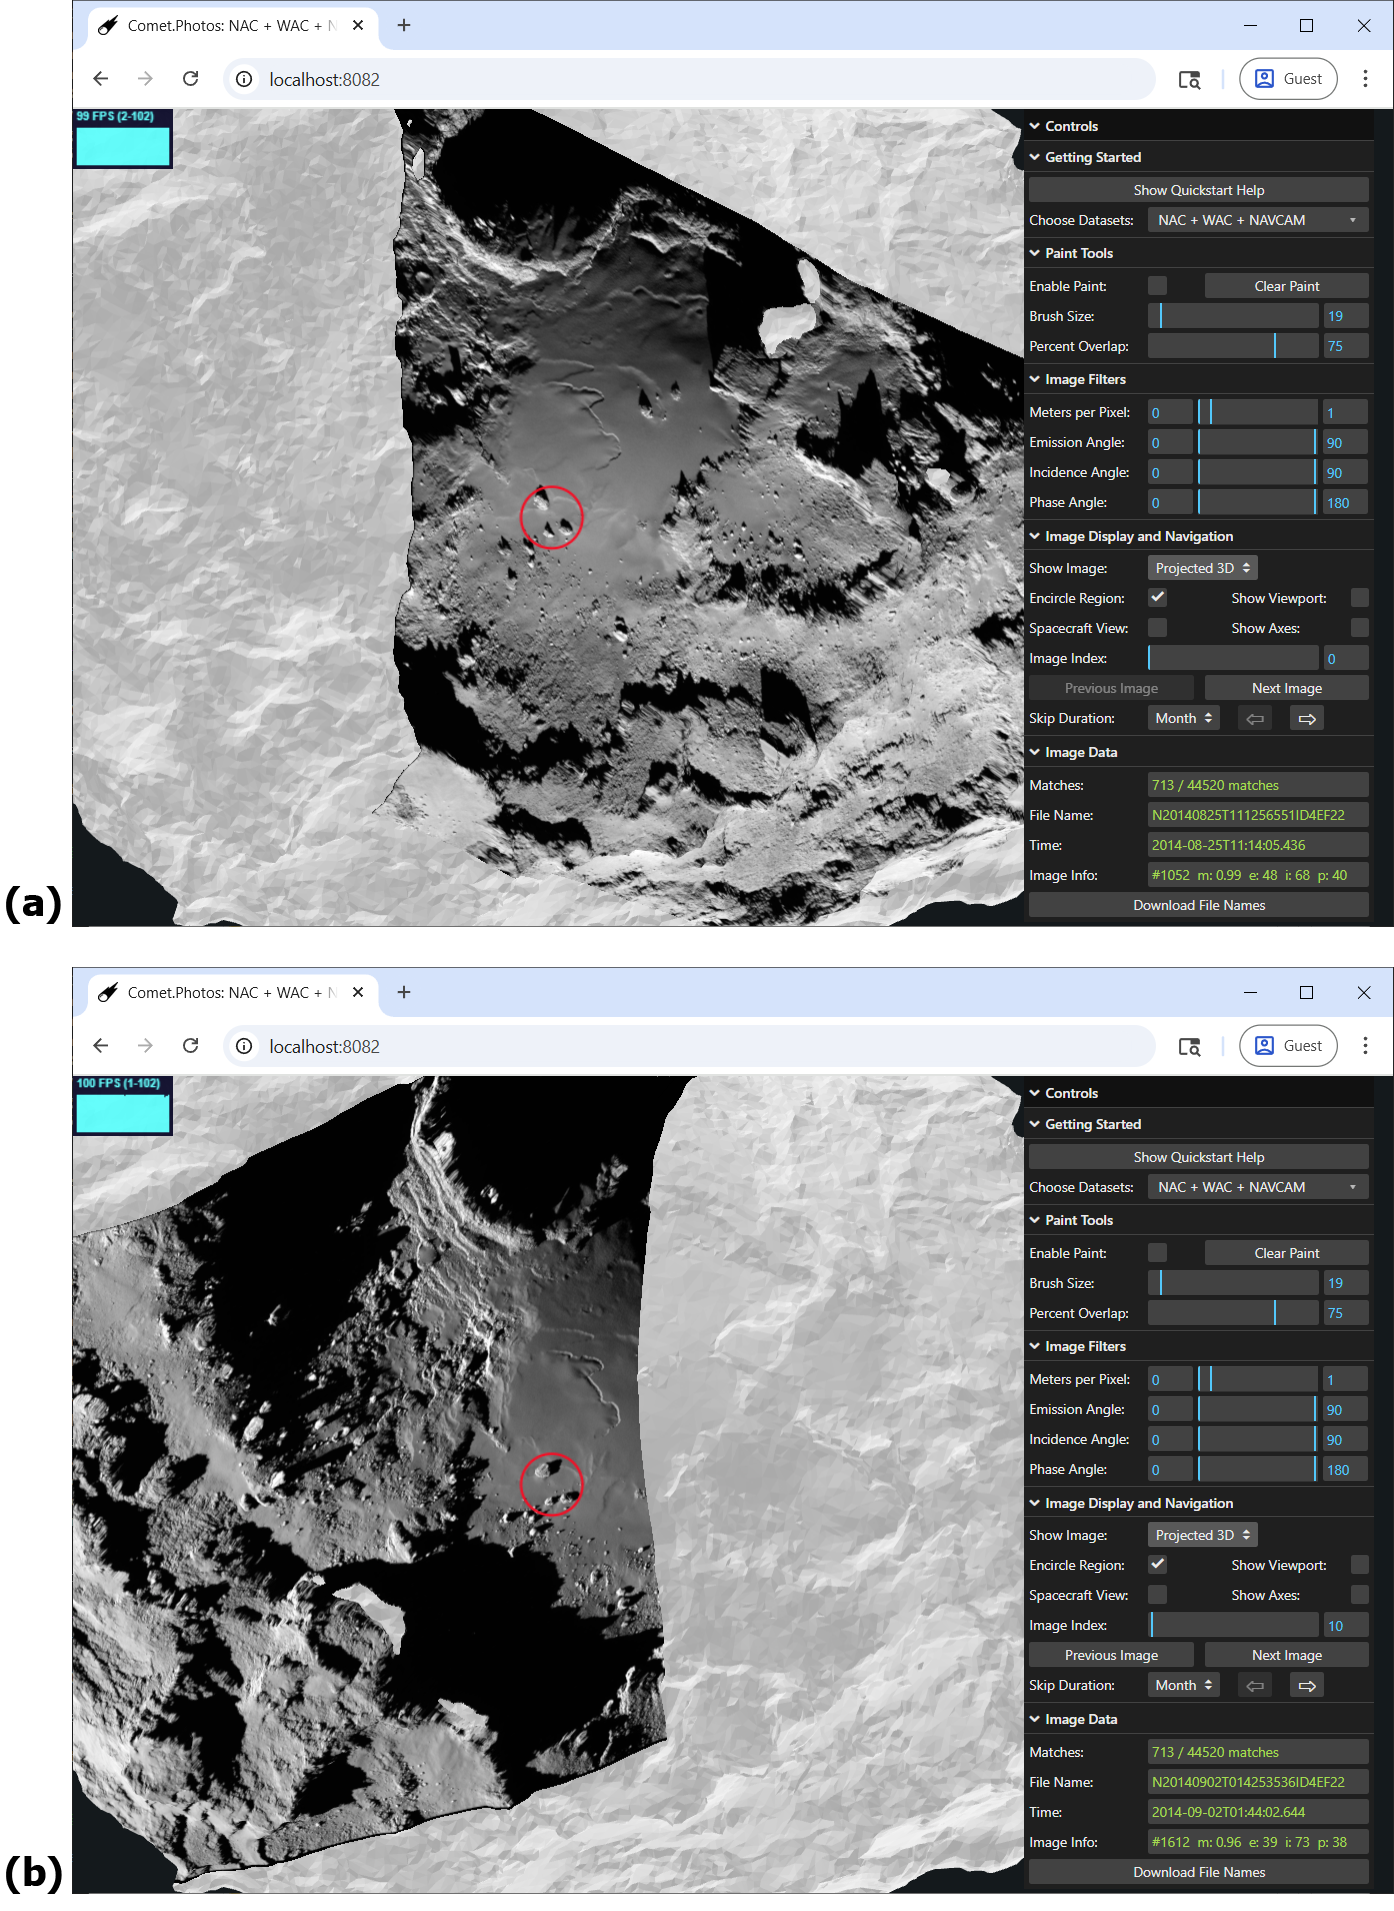 Comet.Photos: NAC + WAC + N
localhost:8082
Guest
99 FPS (2-102)
Controls
Getting Started
Show Quickstart Help
Choose Datasets: NAC + WAC + NAVCAM
Paint Tools
Enable Paint: Clear Paint
Brush Size: 19
Percent Overlap: 75
Image Filters
Meters per Pixel: 0 1
Emission Angle: 0 90
Incidence Angle: 0 90
Phase Angle: 0 180
Image Display and Navigation
Show Image: Projected 3D
Encircle Region: Show Viewport:
Spacecraft View: Show Axes:
Image Index: 0
Previous Image Next Image
Skip Duration: Month
Image Data
Matches: 713 / 44520 matches
File Name: N20140825T111256551ID4EF22
Time: 2014-08-25T11:14:05.436
Image Info: #1052 m: 0.99 e: 48 i: 68 p: 40
Download File Names
(a)
Comet.Photos: NAC + WAC + N
localhost:8082
Guest
100 FPS (1-102)
Controls
Getting Started
Show Quickstart Help
Choose Datasets: NAC + WAC + NAVCAM
Paint Tools
Enable Paint: Clear Paint
Brush Size: 19
Percent Overlap: 75
Image Filters
Meters per Pixel: 0 1
Emission Angle: 0 90
Incidence Angle: 0 90
Phase Angle: 0 180
Image Display and Navigation
Show Image: Projected 3D
Encircle Region: Show Viewport:
Spacecraft View: Show Axes:
Image Index: 10
Previous Image Next Image
Skip Duration: Month
Image Data
Matches: 713 / 44520 matches
File Name: N20140902T014253536ID4EF22
Time: 2014-09-02T01:44:02.644
Image Info: #1612 m: 0.96 e: 39 i: 73 p: 38
Download File Names
(b)